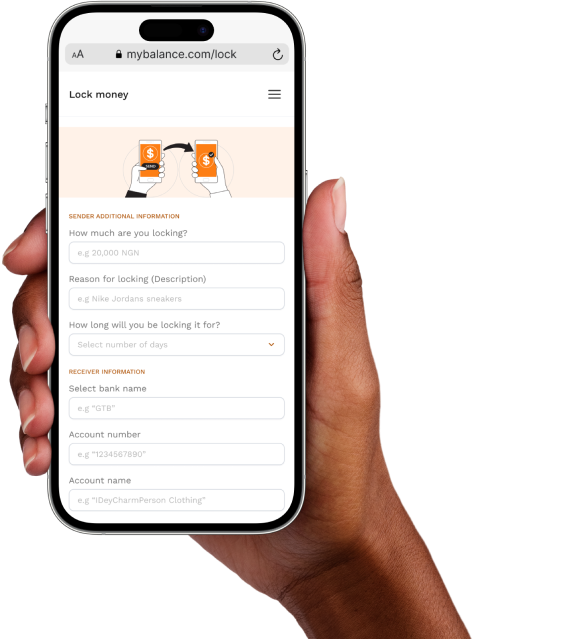 AA mybalance.com/lock
Lock money
$ $
SEND
SENDER ADDITIONAL INFORMATION
How much are you locking?
e.g 20,000 NGN
Reason for locking (Description)
e.g Nike Jordans sneakers
How long will you be locking it for?
Select number of days
RECEIVER INFORMATION
Select bank name
e.g "GTB"
Account number
e.g "1234567890"
Account name
e.g "IDeyCharmPerson Clothing"